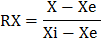 RX = X − Xe
Xi − Xe